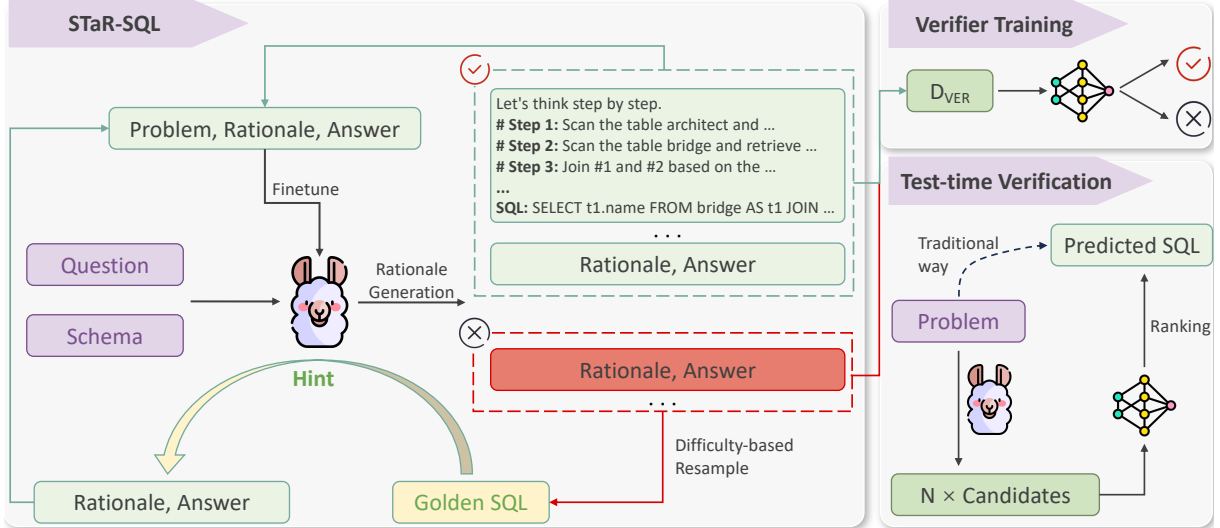 STaR-SQL
Problem, Rationale, Answer
Finetune
Question
Schema
Rationale
Generation
Let's think step by step.
# Step 1: Scan the table architect and ...
# Step 2: Scan the table bridge and retrieve ...
# Step 3: Join #1 and #2 based on the ...
...
SQL: SELECT t1.name FROM bridge AS t1 JOIN ...
...
Rationale, Answer
Rationale, Answer
...
Hint
Difficulty-based
Resample
Rationale, Answer
Golden SQL
Verifier Training
DVER
Test-time Verification
Traditional
way
Predicted SQL
Problem
Ranking
N × Candidates